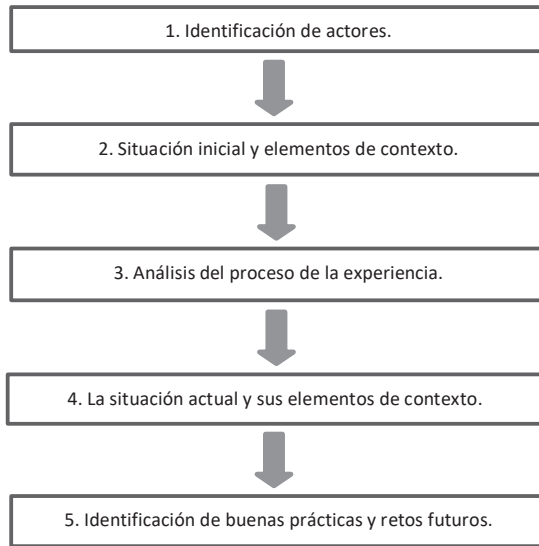 1. Identificación de actores.
2. Situación inicial y elementos de contexto.
3. Análisis del proceso de la experiencia.
4. La situación actual y sus elementos de contexto.
5. Identificación de buenas prácticas y retos futuros.